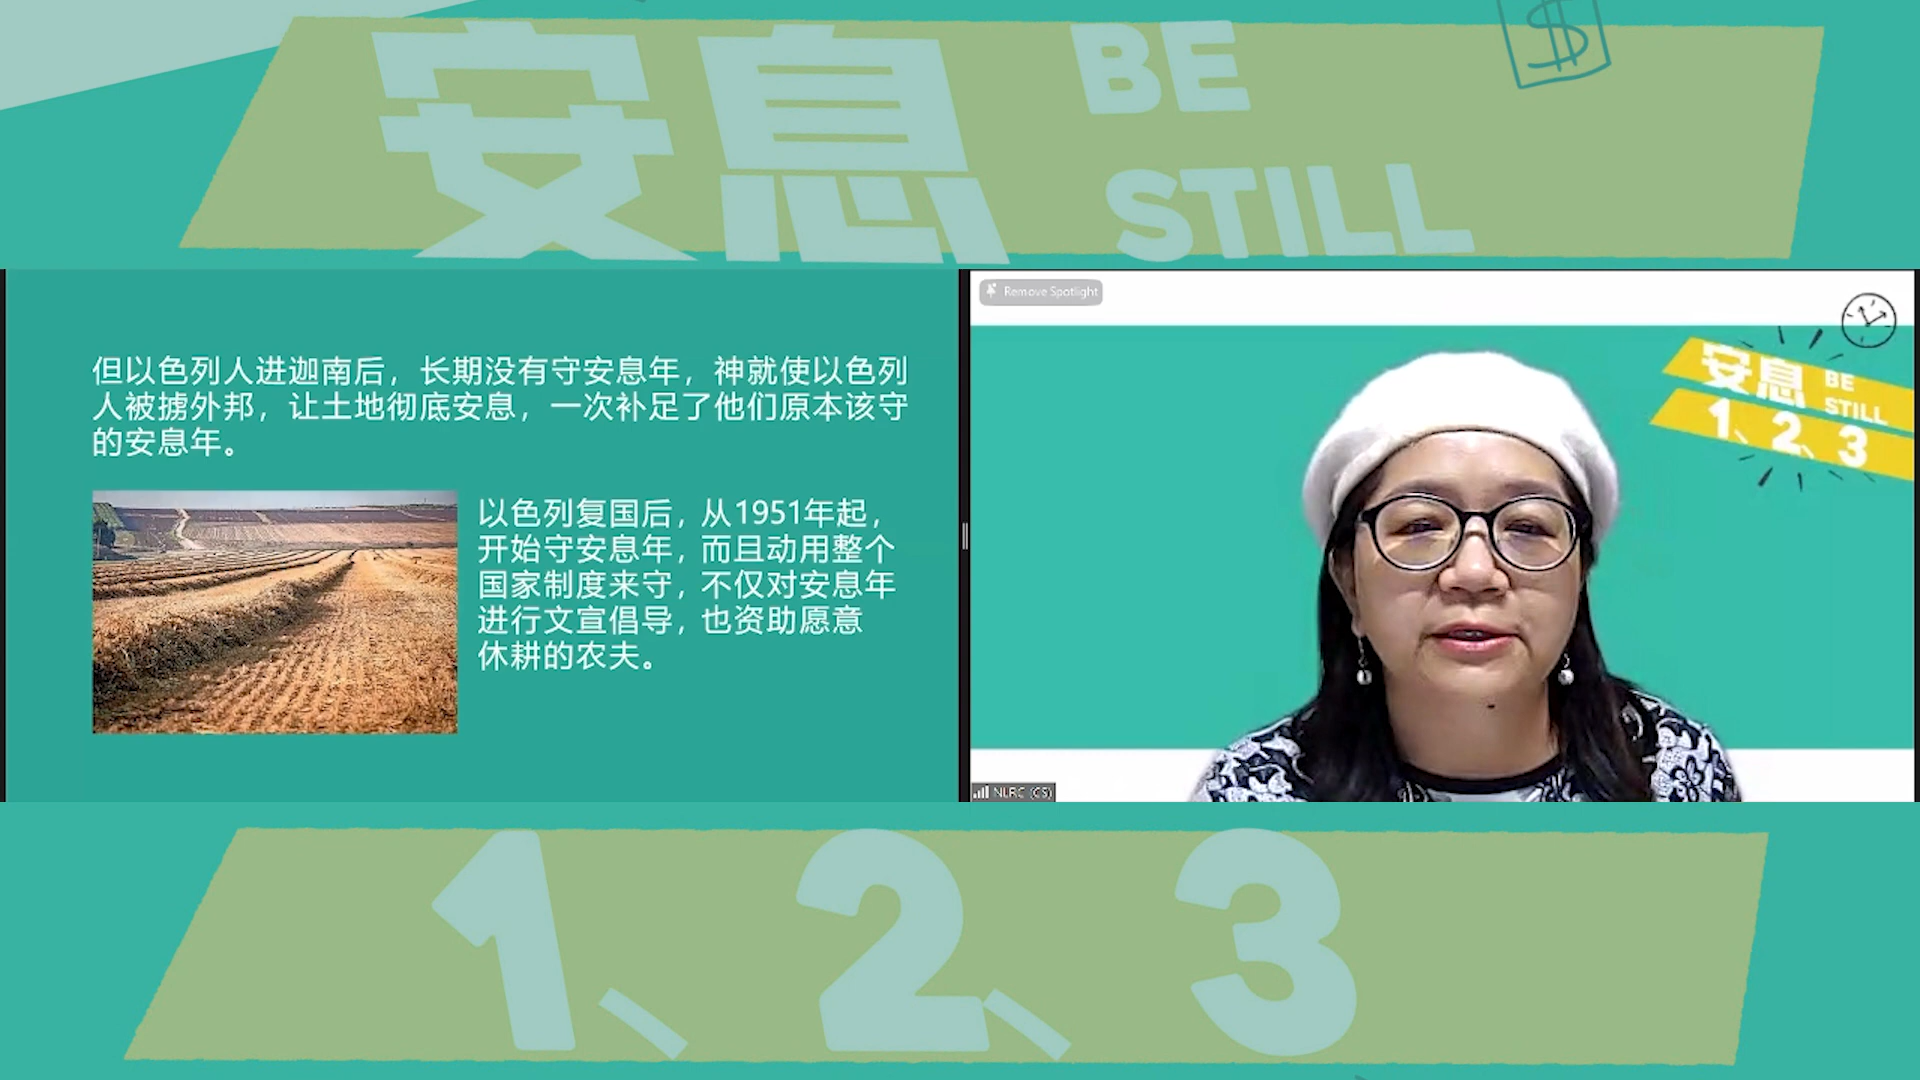 安息 BE
STILL
Remove Spotlight
但以色列人进迦南后，长期没有守安息年，神就使以色列
人被掳外邦，让土地彻底安息，一次补足了他们原本该守
的安息年。
以色列复国后，从1951年起，
开始守安息年，而且动用整个
国家制度来守，不仅对安息年
进行文宣倡导，也资助愿意
休耕的农夫。
安息 BE
STILL
1、2、3
NLRC (CS)
1、2、3